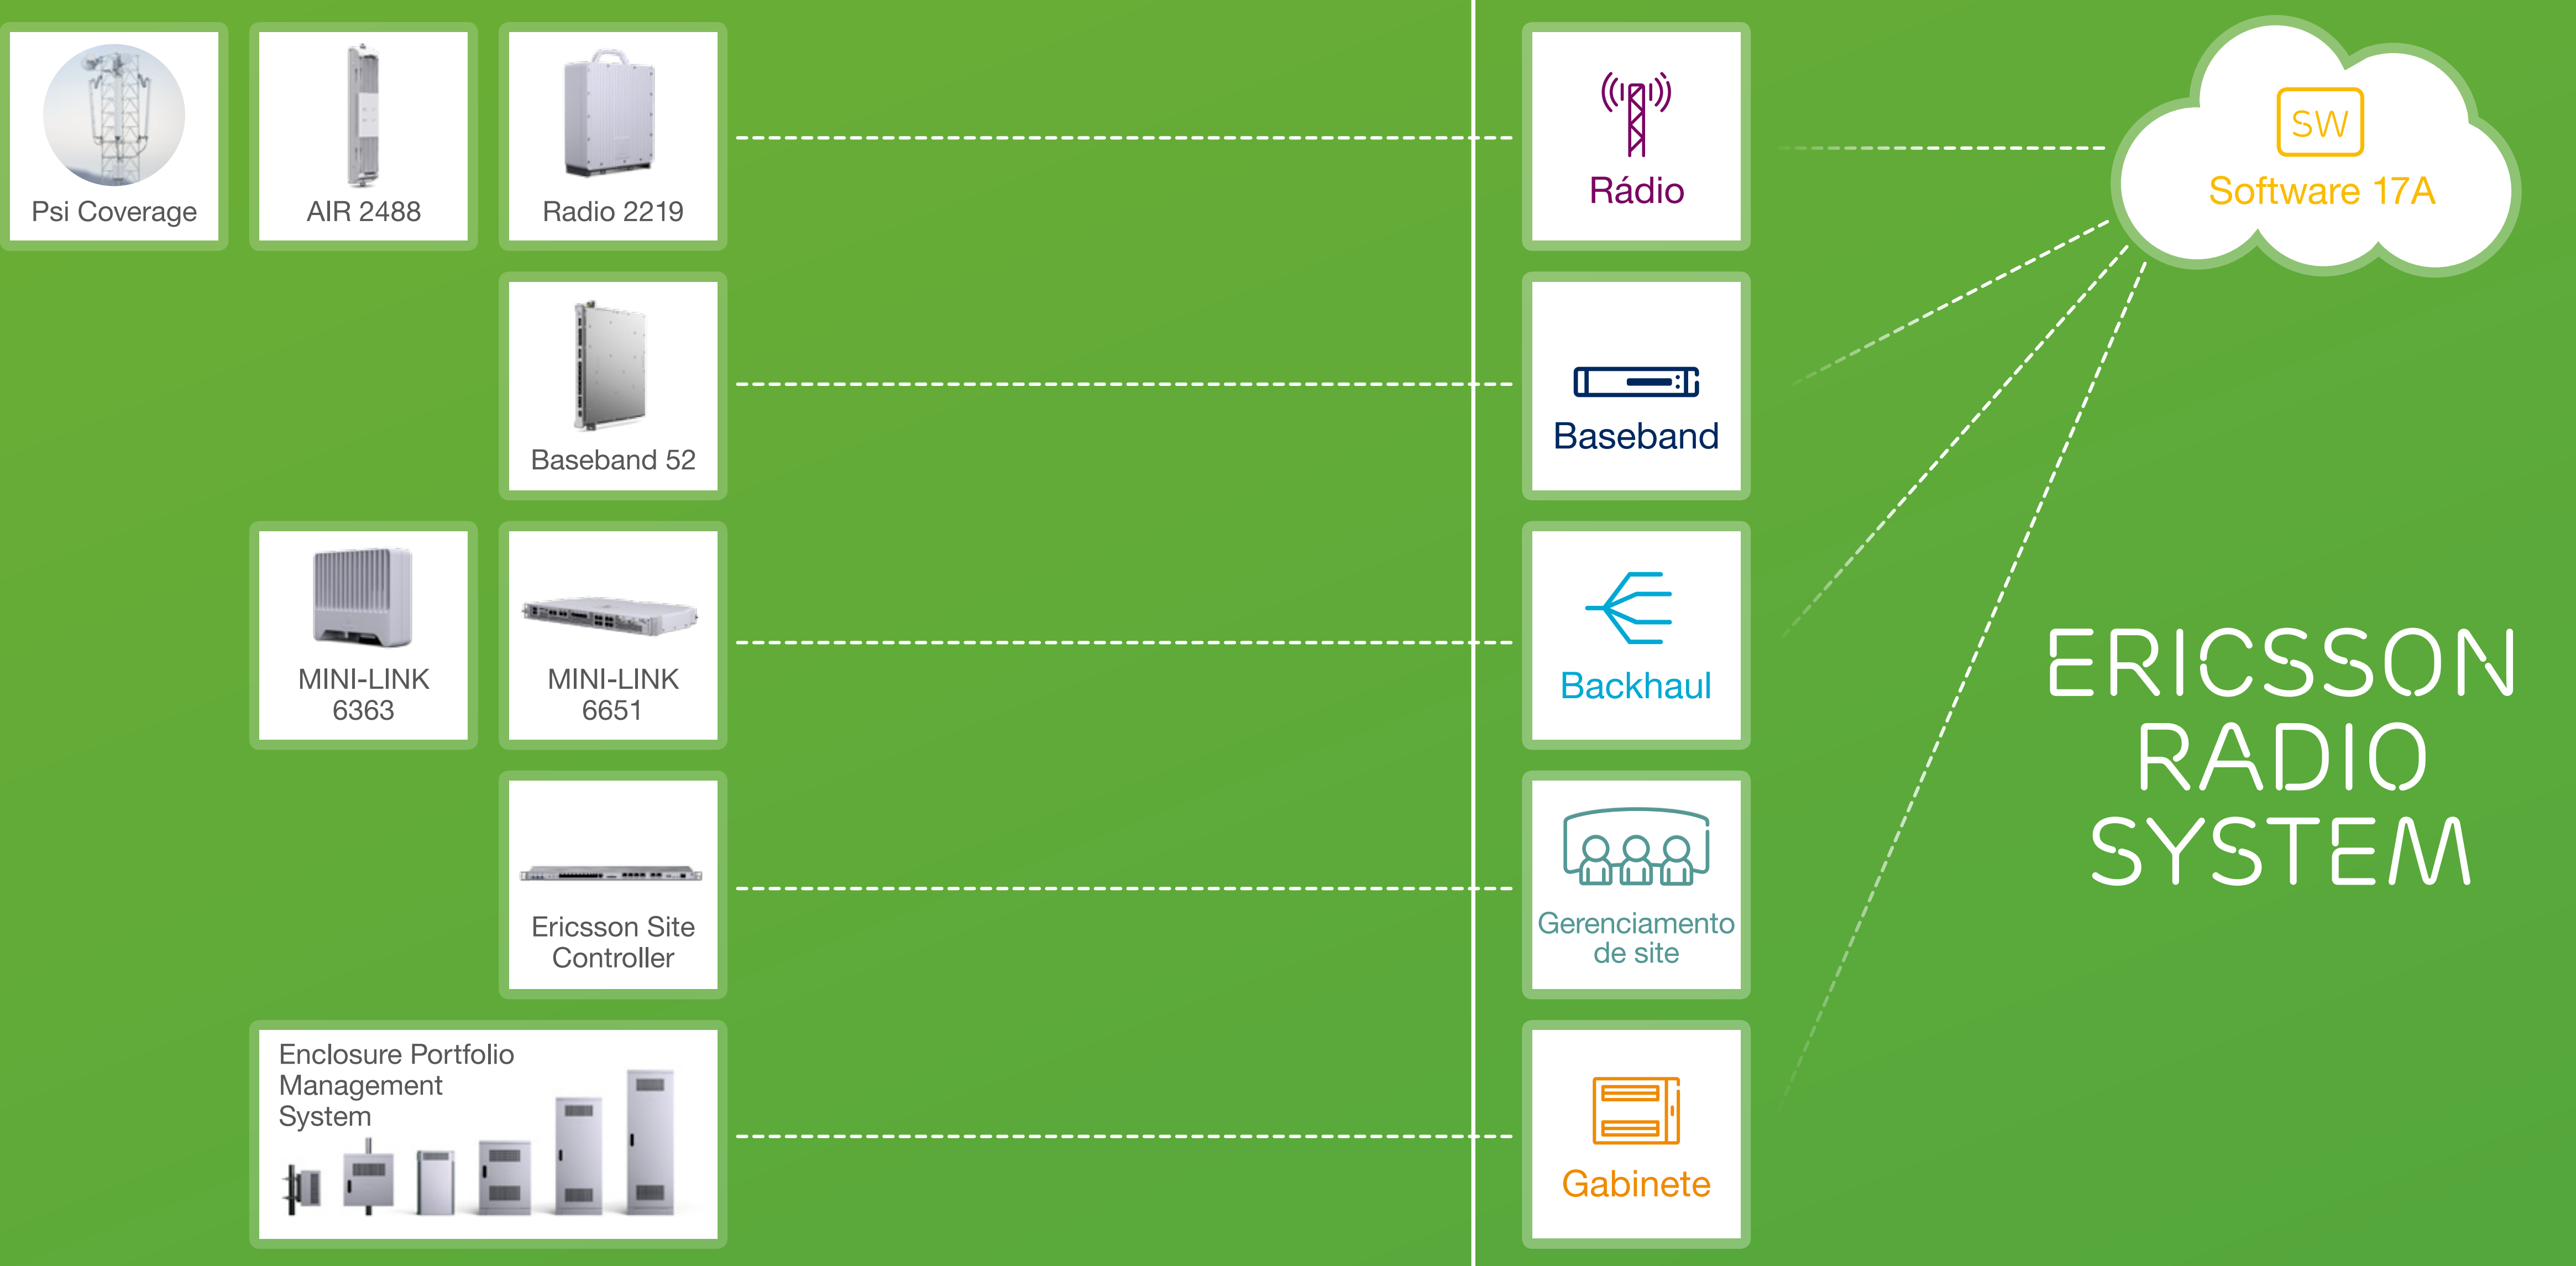 Psi Coverage
AIR 2488
Radio 2219
Rádio
SW
Software 17A
Baseband 52
Baseband
MINI-LINK
6363
MINI-LINK
6651
Backhaul
ERICSSON
RADIO
SYSTEM
Ericsson Site
Controller
Gerenciamento
de site
Enclosure Portfolio
Management
System
Gabinete